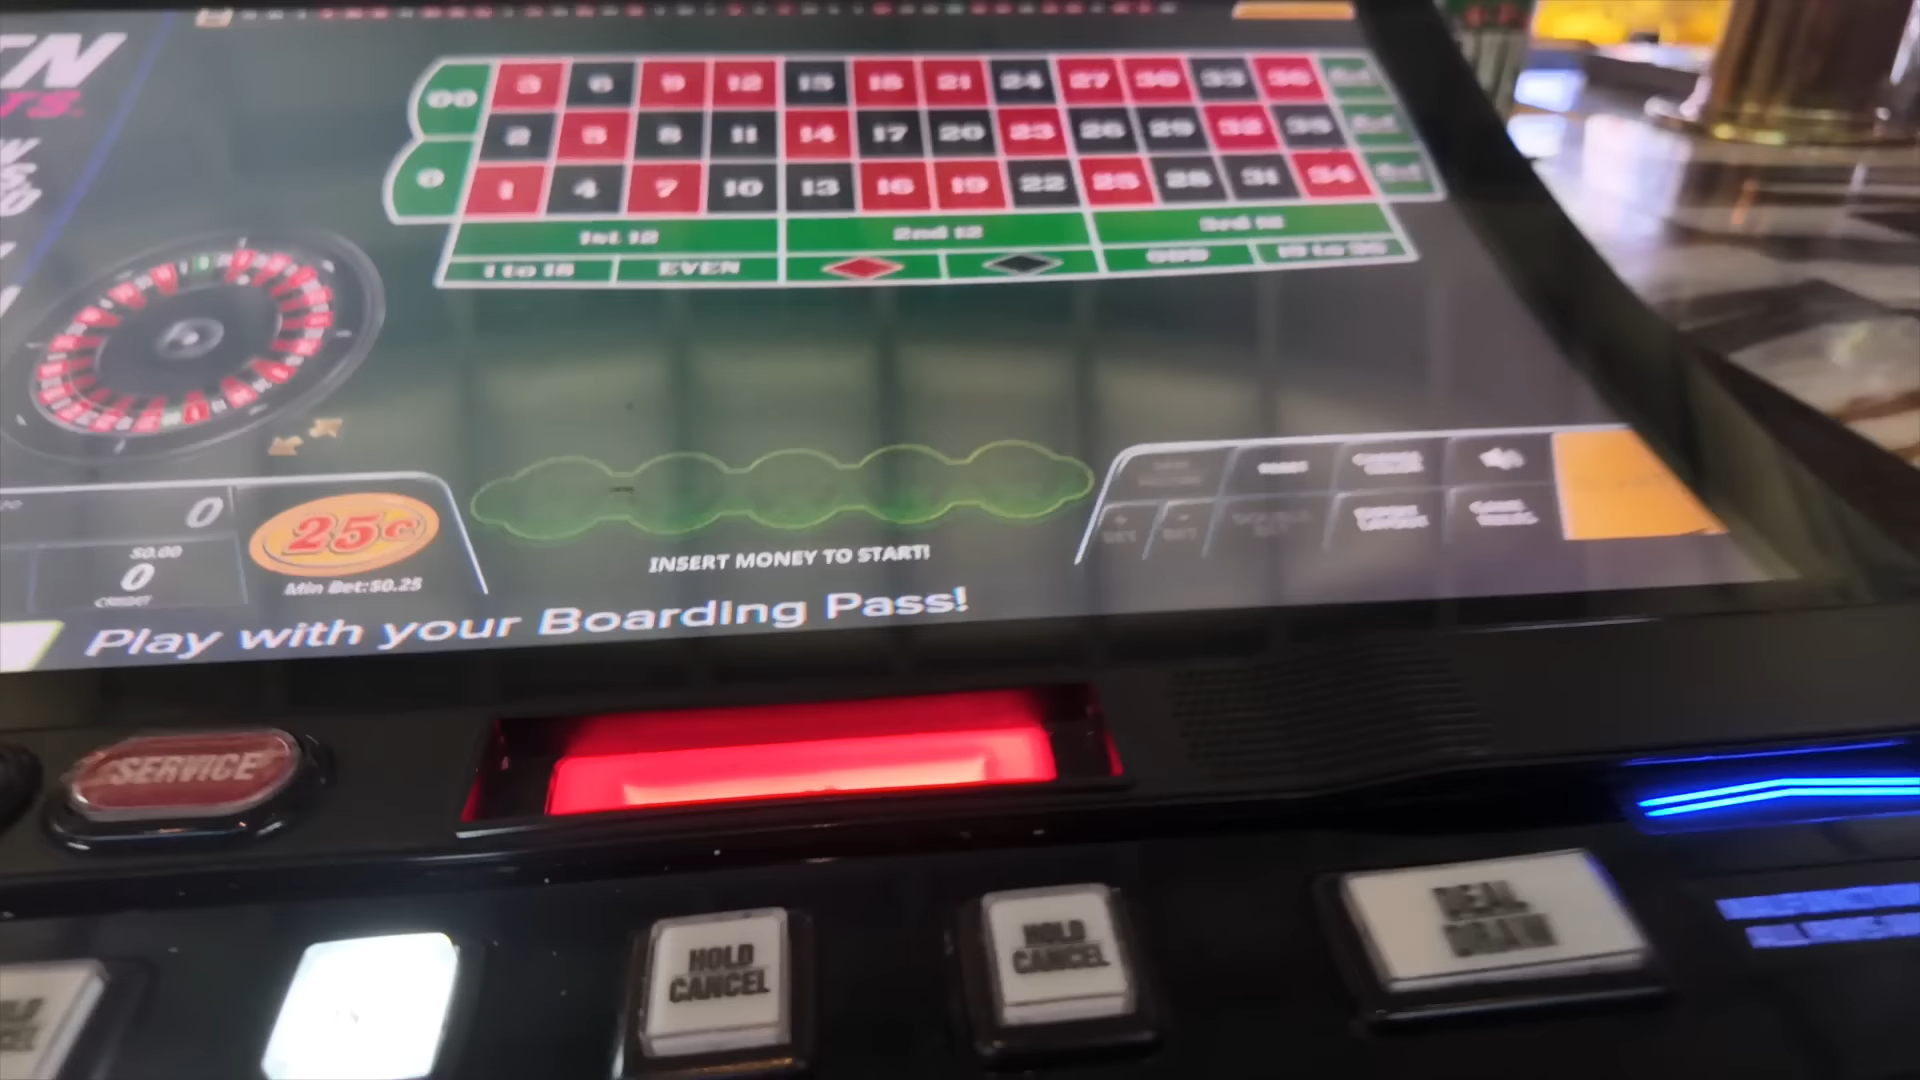 00 3 6 9 12 15 18 21 24 27 30 33 36
2 5 8 11 14 17 20 23 26 29 32 35
0 1 4 7 10 13 16 19 22 25 28 31 34
1st 12 2nd 12 3rd 12
1 to 18 EVEN ODD 19 to 36
0
25¢
$0.00
0
CREDIT
Min Bet:$0.25
INSERT MONEY TO START!
Play with your Boarding Pass!
SERVICE
HOLD
CANCEL
HOLD
CANCEL
DEAL
DRAW